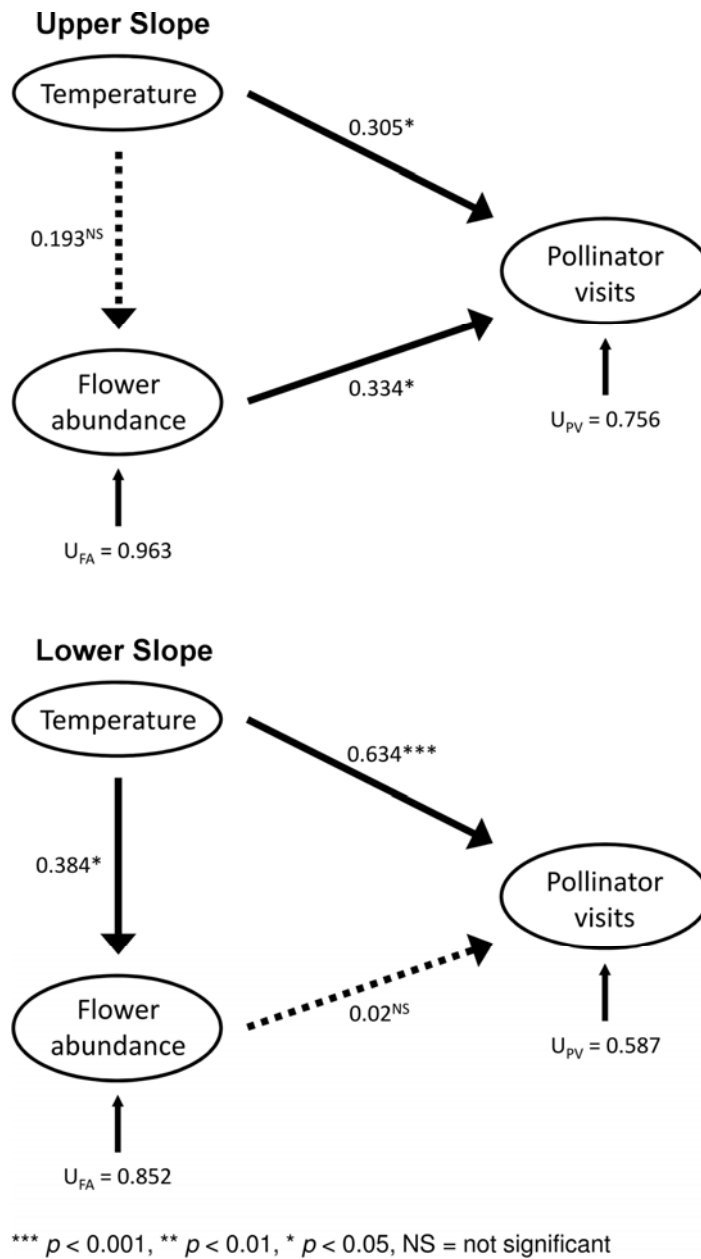 Upper Slope
Temperature
0.305*
0.193NS
Pollinator
visits
Flower
abundance
0.334*
UPV = 0.756
UFA = 0.963
Lower Slope
Temperature
0.634***
0.384*
Pollinator
visits
Flower
abundance
0.02NS
UPV = 0.587
UFA = 0.852
*** p < 0.001, ** p < 0.01, * p < 0.05, NS = not significant